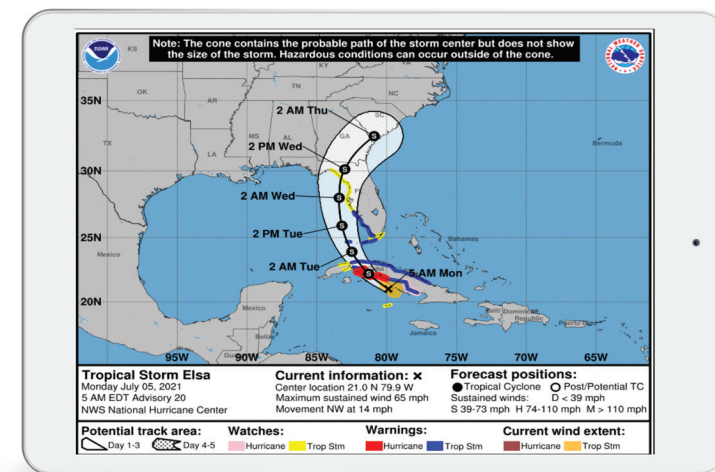 Note: The cone contains the probable path of the storm center but does not show
the size of the storm. Hazardous conditions can occur outside of the cone.
NOAA
NATIONAL WEATHER SERVICE
KS
KY
OK
AR
TN
NC
35N
2 AM Thu
SC
TX
MS
AL
GA
2 PM Wed
Bermuda
LA
30N
2 AM Wed
2 PM Tue
25N
Bahamas
Mexico
2 AM Tue
5 AM Mon
20N
Mexico
Dominican
Republic
Puerto
Jamaica
Belize
95W
90W
85W
80W
75W
70W
65W
S
S
S
S
S
S
Tropical Storm Elsa
Monday July 05, 2021
5 AM EDT Advisory 20
NWS National Hurricane Center
Current information: x
Center location 21.0 N 79.9 W
Maximum sustained wind 65 mph
Movement NW at 14 mph
Forecast positions:
Tropical Cyclone Post/Potential TC
Sustained winds: D < 39 mph
S 39-73 mph H 74-110 mph M > 110 mph
Potential track area:
Day 1-3 Day 4-5
Watches:
Hurricane Trop Stm
Warnings:
Hurricane Trop Stm
Current wind extent:
Hurricane Trop Stm